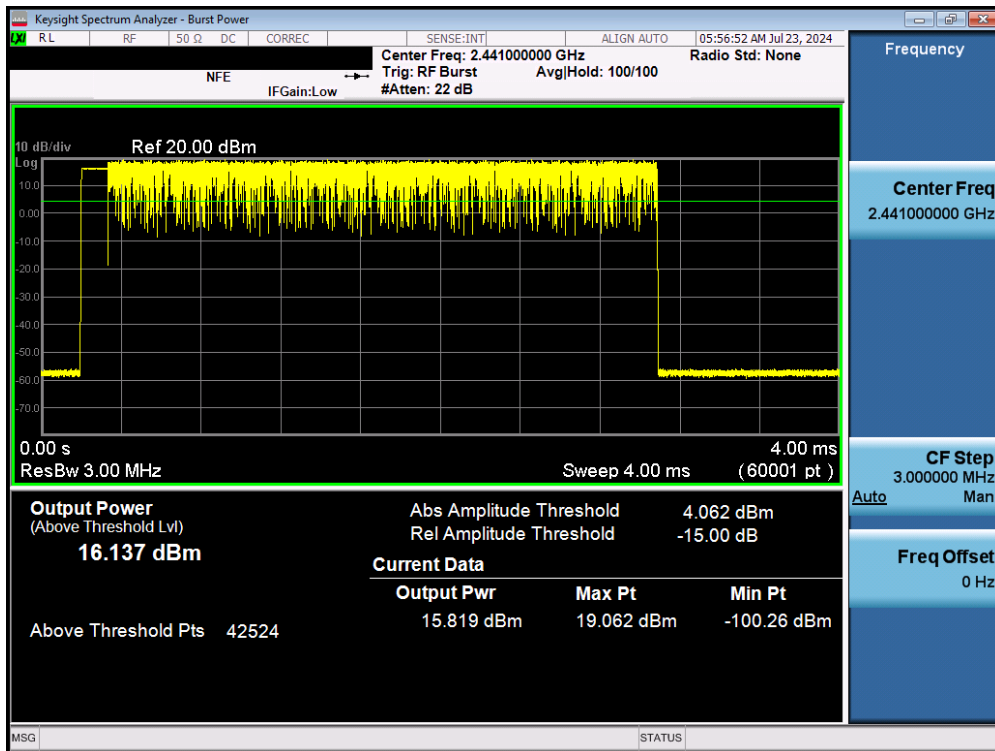 Keysight Spectrum Analyzer - Burst Power
LXI RL RF 50 Ω DC CORREC SENSE:INT ALIGN AUTO 05:56:52 AM Jul 23, 2024
Center Freq: 2.441000000 GHz Radio Std: None
NFE Trig: RF Burst Avg|Hold: 100/100
IFGain:Low #Atten: 22 dB
Frequency
10 dB/div Ref 20.00 dBm
Log
10.0
0.00
-10.0
-20.0
-30.0
-40.0
-50.0
-60.0
-70.0
0.00 s 4.00 ms
ResBw 3.00 MHz Sweep 4.00 ms (60001 pt )
Center Freq
2.441000000 GHz
CF Step
3.000000 MHz
Auto Man
Freq Offset
0 Hz
Output Power
(Above Threshold Lvl)
16.137 dBm
Above Threshold Pts 42524
Abs Amplitude Threshold 4.062 dBm
Rel Amplitude Threshold -15.00 dB
Current Data
Output Pwr Max Pt Min Pt
15.819 dBm 19.062 dBm -100.26 dBm
MSG STATUS